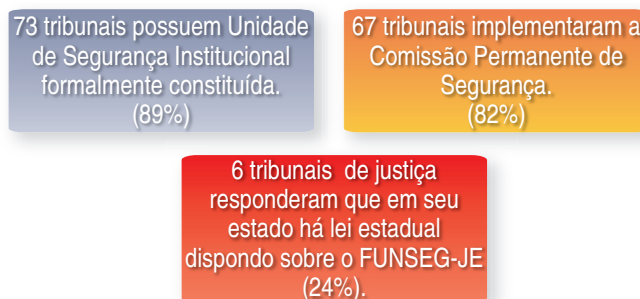 73 tribunais possuem Unidade
de Segurança Institucional
formalmente constituída.
(89%)
67 tribunais implementaram a
Comissão Permanente de
Segurança.
(82%)
6 tribunais de justiça
responderam que em seu
estado há lei estadual
dispondo sobre o FUNSEG-JE
(24%).